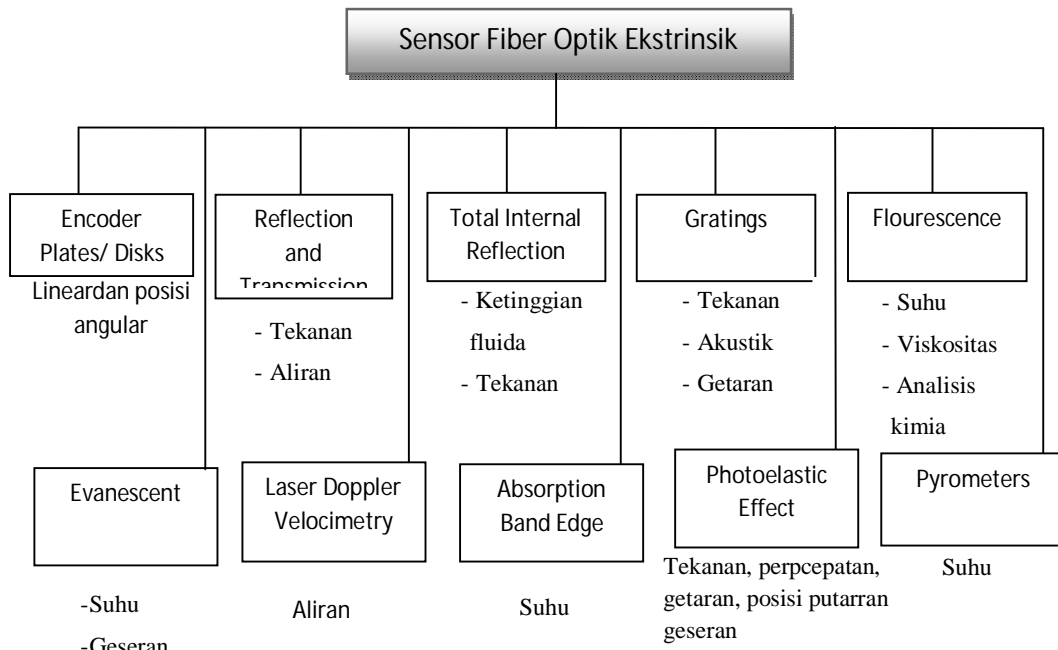 Sensor Fiber Optik Ekstrinsik
Encoder
Plates/ Disks
Lineardan posisi
angular
Reflection
and
Transmission
- Tekanan
- Aliran
Total Internal
Reflection
- Ketinggian
fluida
- Tekanan
Gratings
- Tekanan
- Akustik
- Getaran
Flourescence
- Suhu
- Viskositas
- Analisis
kimia
Evanescent
-Suhu
-Geseran
Laser Doppler
Velocimetry
Aliran
Absorption
Band Edge
Suhu
Photoelastic
Effect
Tekanan, perpcepatan,
getaran, posisi putarran
geseran
Pyrometers
Suhu